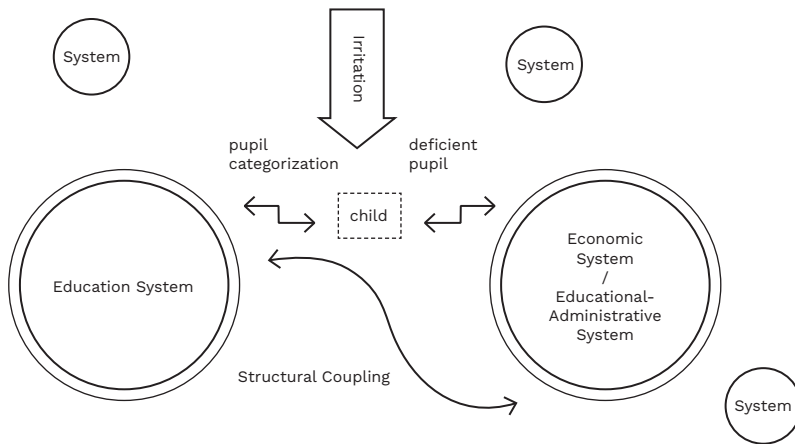 System
System
Irritation
pupil
categorization
deficient
pupil
child
Education System
Economic
System
/
Educational-
Administrative
System
Structural Coupling
System